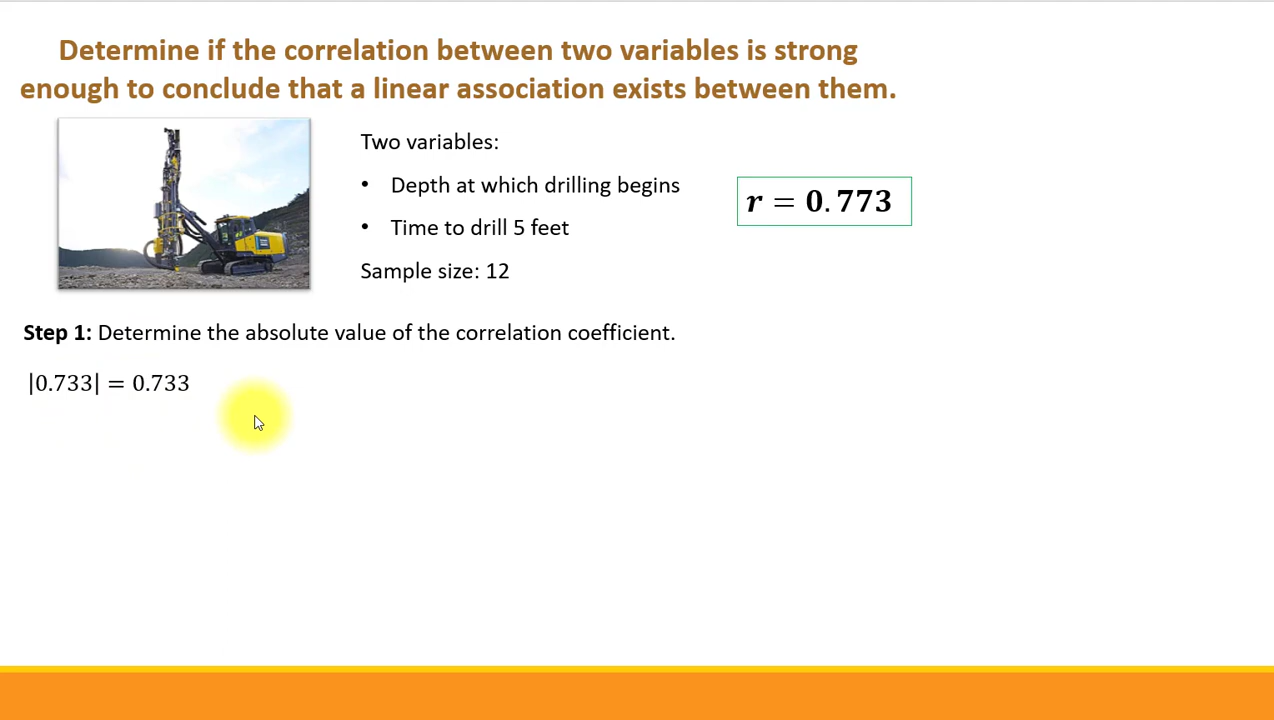 Determine if the correlation between two variables is strong
enough to conclude that a linear association exists between them.
Two variables:
• Depth at which drilling begins
• Time to drill 5 feet
Sample size: 12
r = 0.773
Step 1: Determine the absolute value of the correlation coefficient.
|0.733| = 0.733